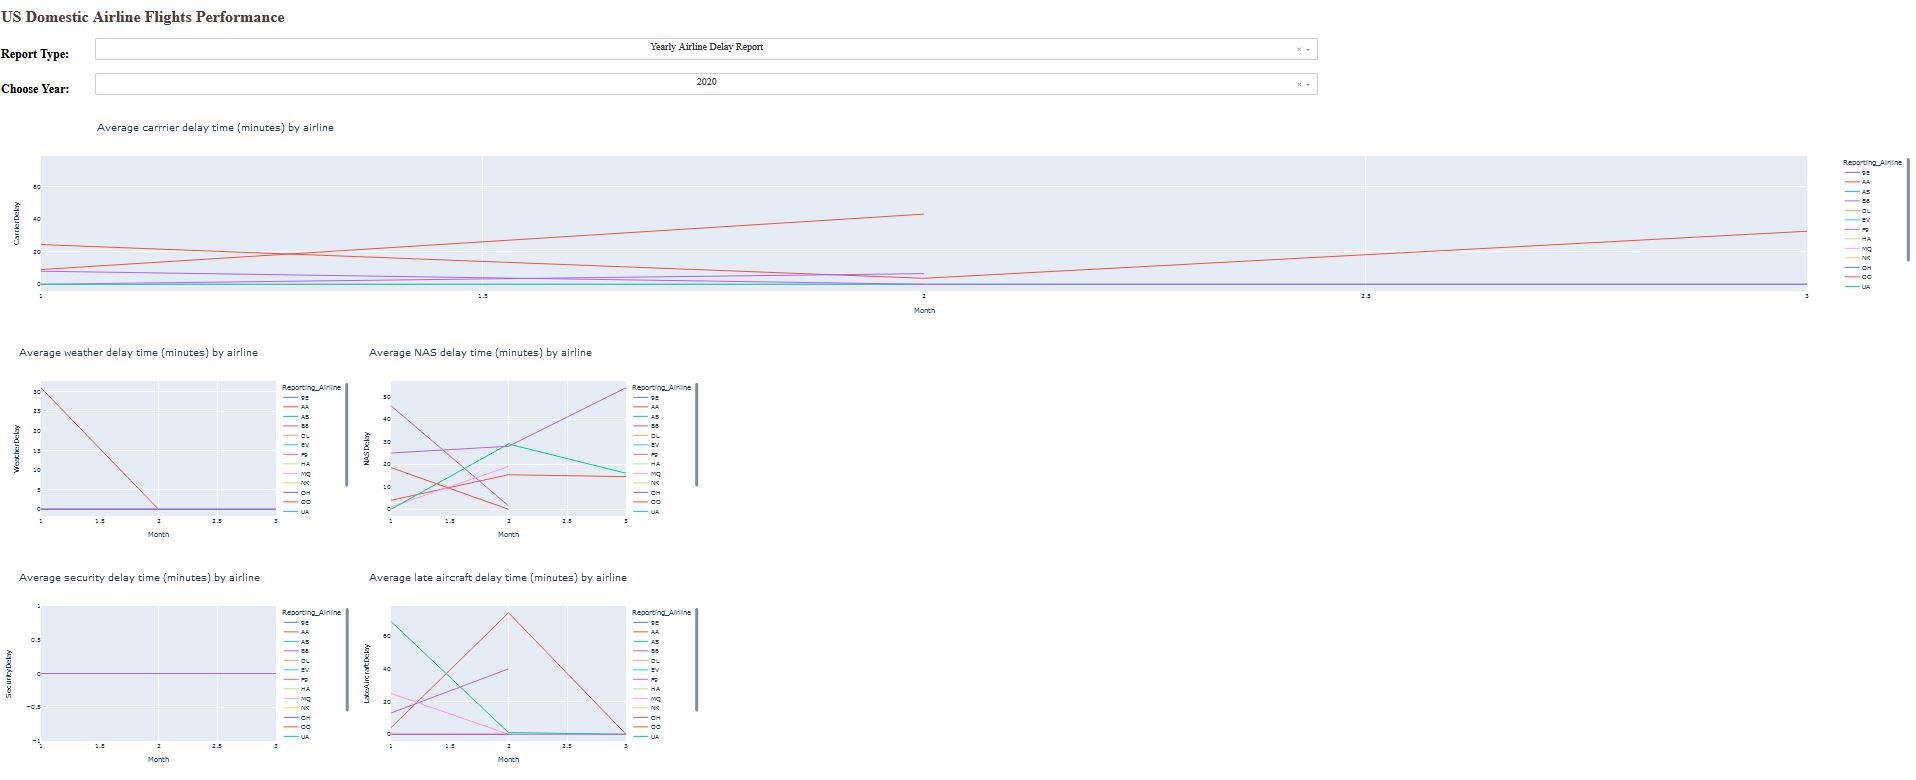 US Domestic Airline Flights Performance
Report Type:
Yearly Airline Delay Report
× -
Choose Year:
2020
× -
Average carrrier delay time (minutes) by airline
CarrierDelay
60
40
20
0
1
1.5
2
2.5
3
Month
Reporting_Airline
9E
AA
AS
B6
DL
EV
F9
HA
MQ
NK
OH
OO
UA
Average weather delay time (minutes) by airline
WeatherDelay
30
25
20
15
10
5
0
1
1.5
2
2.5
3
Month
Reporting_Airline
9E
AA
AS
B6
DL
EV
F9
HA
MQ
NK
OH
OO
UA
Average NAS delay time (minutes) by airline
NASDelay
50
40
30
20
10
0
1
1.5
2
2.5
3
Month
Reporting_Airline
9E
AA
AS
B6
DL
EV
F9
HA
MQ
NK
OH
OO
UA
Average security delay time (minutes) by airline
SecurityDelay
1
0.5
0
−0.5
−1
1
1.5
2
2.5
3
Month
Reporting_Airline
9E
AA
AS
B6
DL
EV
F9
HA
MQ
NK
OH
OO
UA
Average late aircraft delay time (minutes) by airline
LateAircraftDelay
60
40
20
0
1
1.5
2
2.5
3
Month
Reporting_Airline
9E
AA
AS
B6
DL
EV
F9
HA
MQ
NK
OH
OO
UA